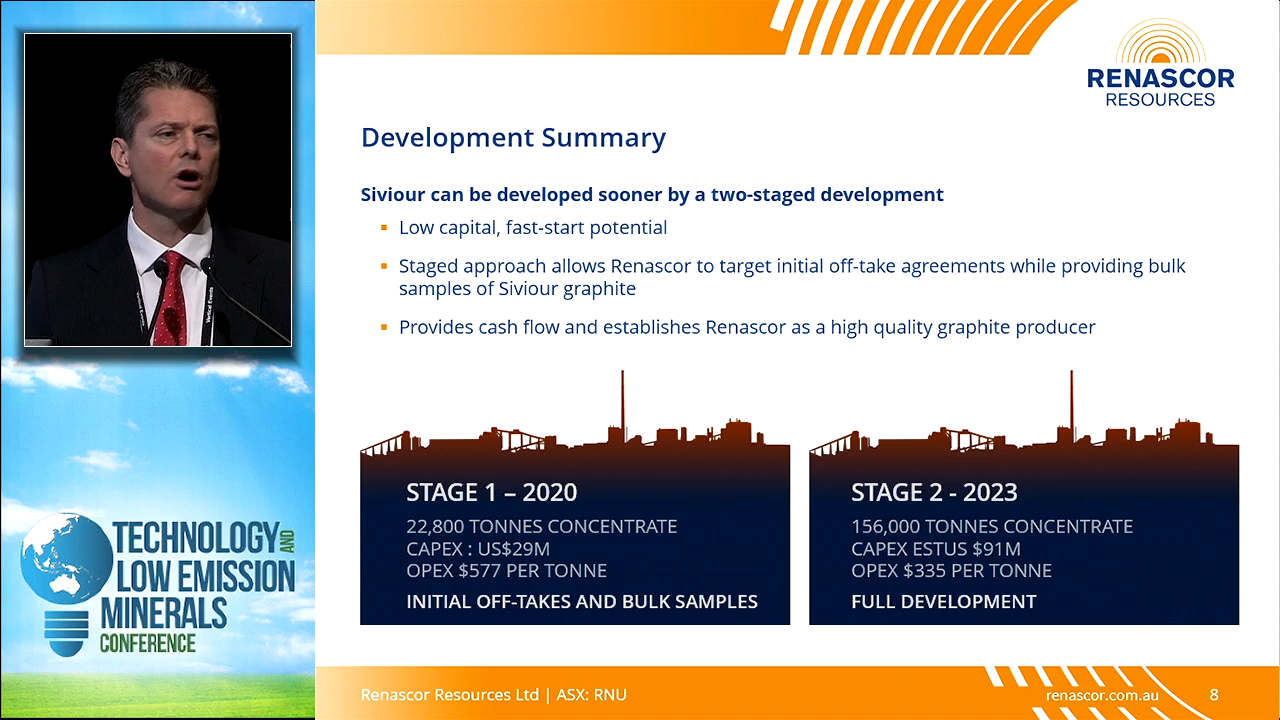 RENASCOR
RESOURCES
Development Summary
Siviour can be developed sooner by a two-staged development
Low capital, fast-start potential
Staged approach allows Renascor to target initial off-take agreements while providing bulk
samples of Siviour graphite
Provides cash flow and establishes Renascor as a high quality graphite producer
STAGE 1 – 2020
22,800 TONNES CONCENTRATE
CAPEX : US$29M
OPEX $577 PER TONNE
INITIAL OFF-TAKES AND BULK SAMPLES
STAGE 2 - 2023
156,000 TONNES CONCENTRATE
CAPEX ESTUS $91M
OPEX $335 PER TONNE
FULL DEVELOPMENT
Vertical Events
TECHNOLOGY AND
LOW EMISSION
MINERALS
CONFERENCE
Renascor Resources Ltd | ASX: RNU
renascor.com.au
8